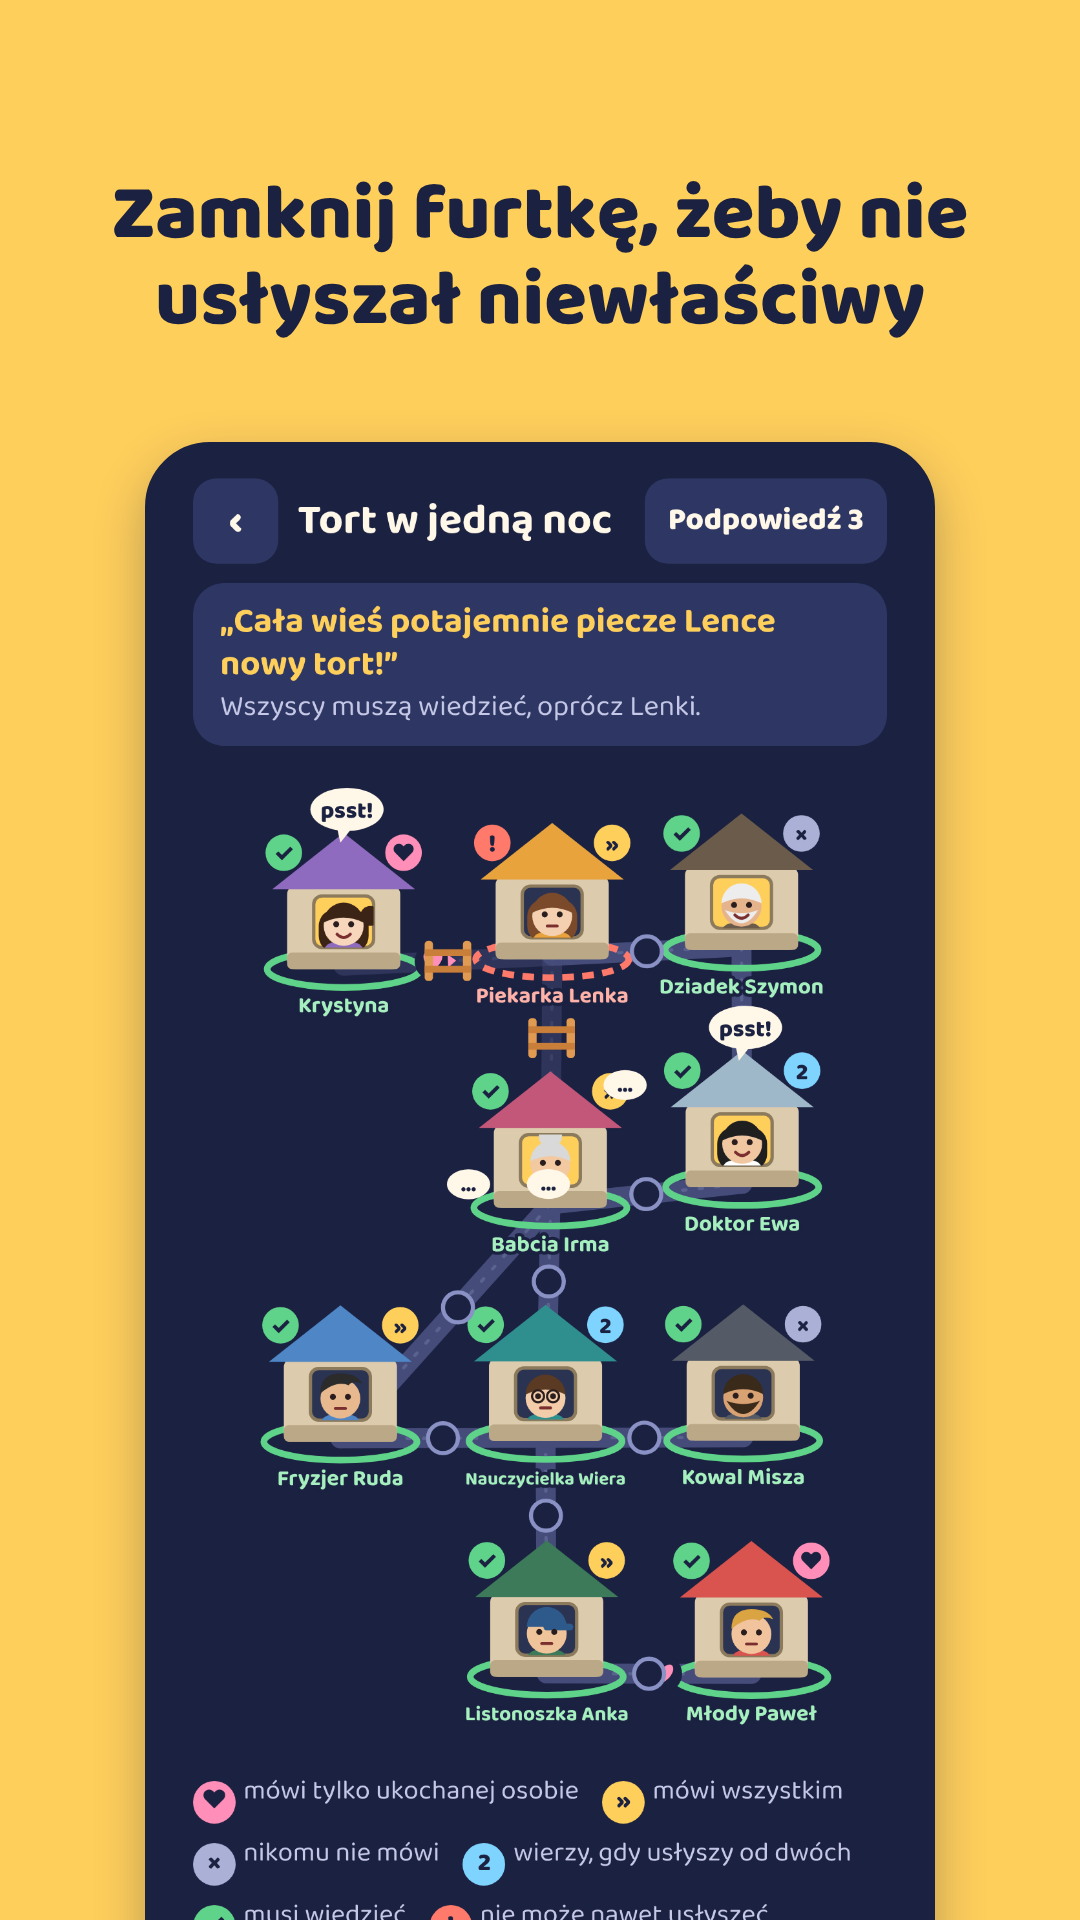 Zamknij furtkę, żeby nie
usłyszał niewłaściwy
‹ Tort w jedną noc Podpowiedź 3
„Cała wieś potajemnie piecze Lence
nowy tort!”
Wszyscy muszą wiedzieć, oprócz Lenki.
psst!
! »
×
Krystyna
Piekarka Lenka
Dziadek Szymon
psst!
...
2
...
...
Babcia Irma
Doktor Ewa
»
2
×
Fryzjer Ruda
Nauczycielka Wiera
Kowal Misza
»
Listonoszka Anka
Młody Paweł
mówi tylko ukochanej osobie
» mówi wszystkim
× nikomu nie mówi
2 wierzy, gdy usłyszy od dwóch
musi wiedzieć
nie może nawet usłyszeć